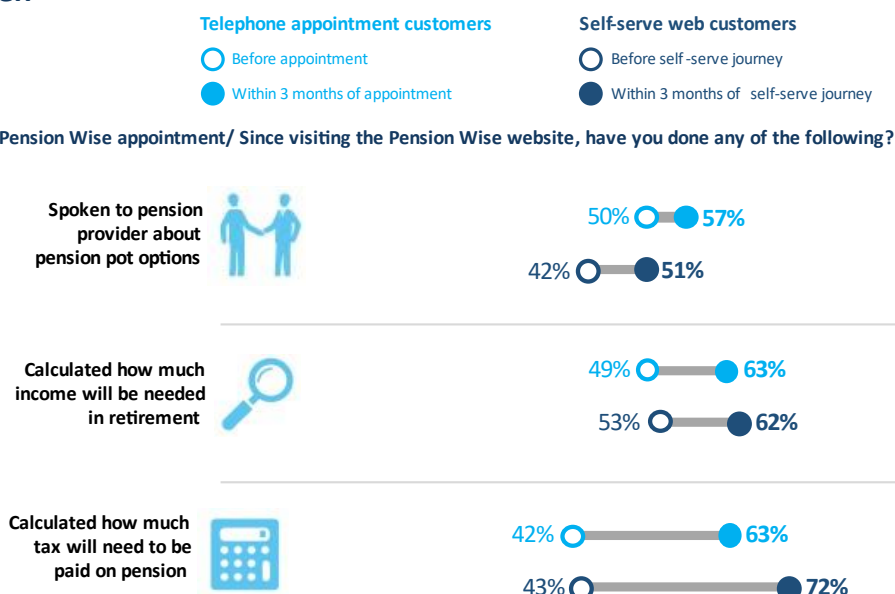 Telephone appointment customers
Before appointment
Within 3 months of appointment
Self-serve web customers
Before self-serve journey
Within 3 months of self-serve journey
Pension Wise appointment/ Since visiting the Pension Wise website, have you done any of the following?
Spoken to pension
provider about
pension pot options
50% 57%
42% 51%
Calculated how much
income will be needed
in retirement
49% 63%
53% 62%
Calculated how much
tax will need to be
paid on pension
42% 63%
43% 72%